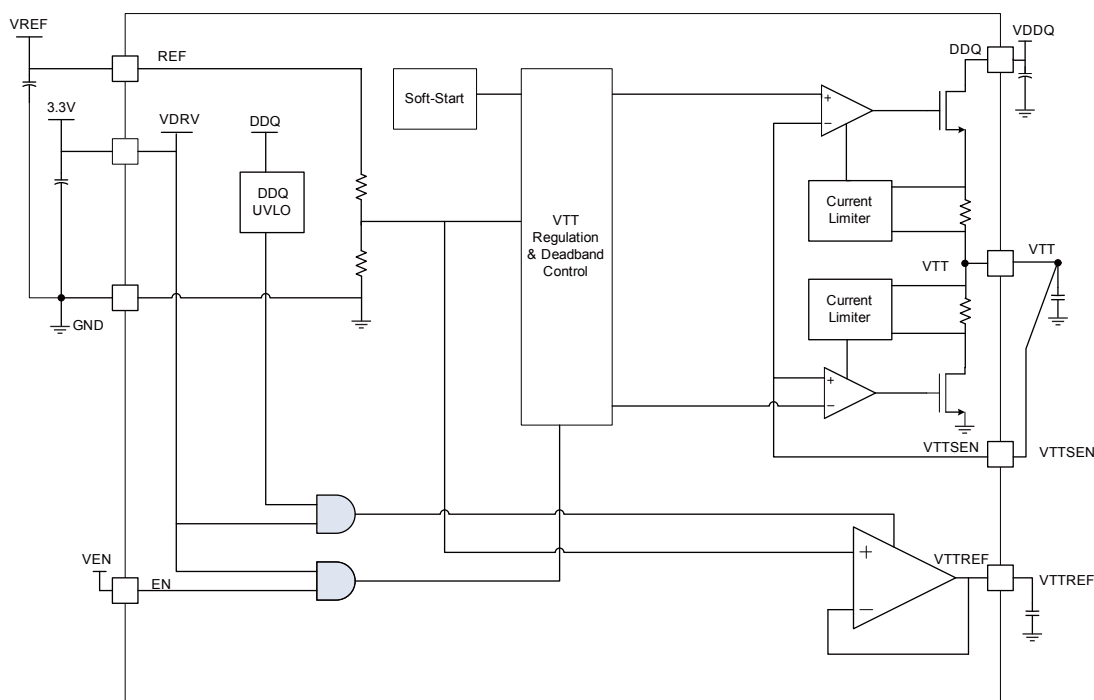 VREF
REF
3.3V
VDRV
DDQ
DDQ
UVLO
Soft-Start
VTT
Regulation
& Deadband
Control
DDQ
VDDQ
Current
Limiter
VTT
VTT
Current
Limiter
GND
VTTSEN
VTTSEN
VEN
EN
VTTREF
VTTREF